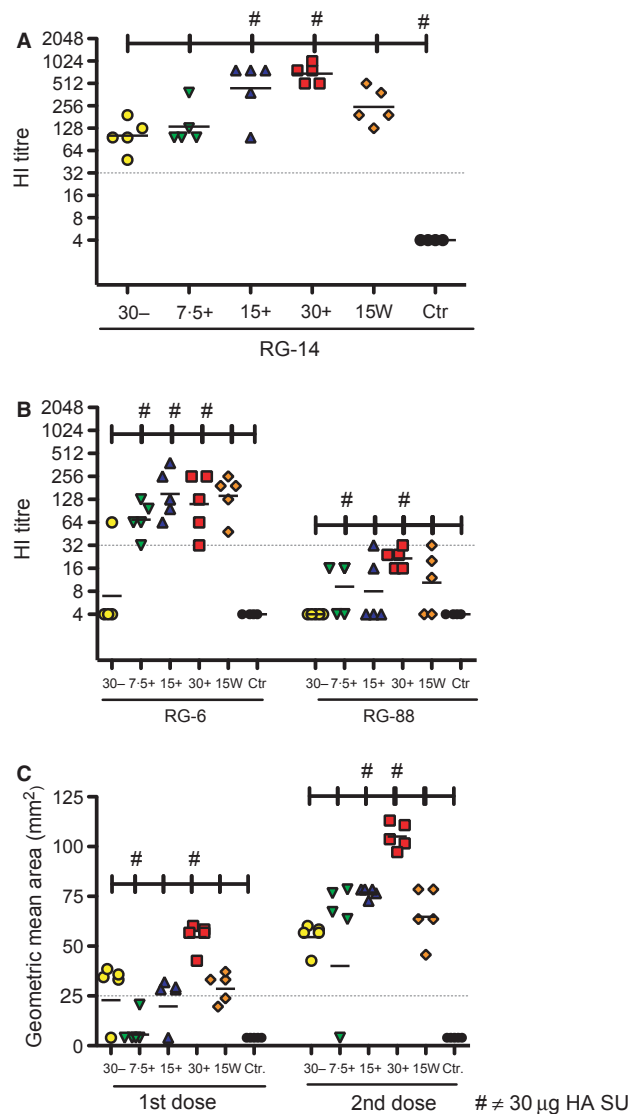 A
HI titre
2048
1024
512
256
128
64
32
16
8
4
# # #
30– 7·5+ 15+ 30+ 15W Ctr
RG-14
B
HI titre
2048
1024
512
256
128
64
32
16
8
4
# # #
# #
30– 7·5+ 15+ 30+ 15W Ctr 30– 7·5+ 15+ 30+ 15W Ctr
RG-6 RG-88
C
Geometric mean area (mm²)
125
100
75
50
25
0
# #
# #
30– 7·5+ 15+ 30+ 15W Ctr. 30– 7·5+ 15+ 30+ 15W Ctr.
1st dose 2nd dose # ≠ 30 µg HA SU